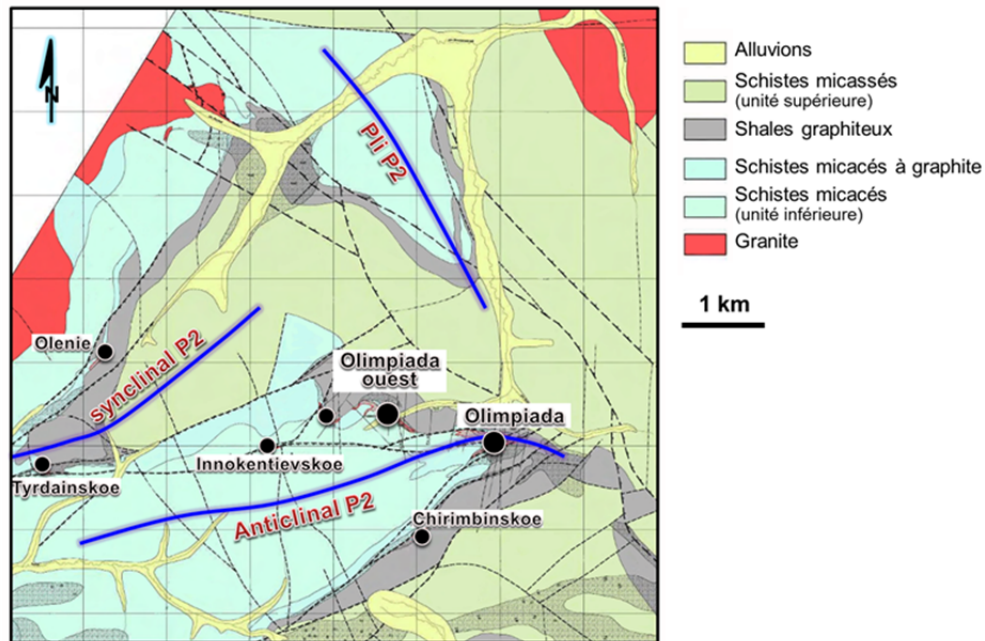 N
Pli P2
Olenie
synclinal P2
Olimpiada
ouest
Olimpiada
Innokentievskoe
Tyrdainskoe
Anticlinal P2
Chirimbinskoe
Alluvions
Schistes micassés
(unité supérieure)
Shales graphiteux
Schistes micacés à graphite
Schistes micacés
(unité inférieure)
Granite
1 km